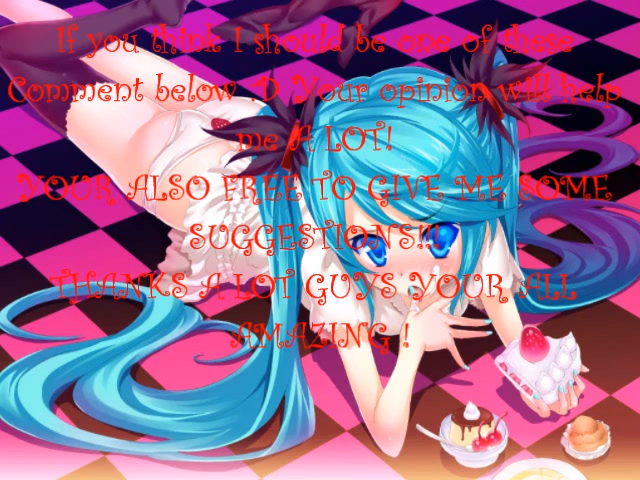 If you think I should be one of these
Comment below :D Your opinion will help
me A LOT!
YOUR ALSO FREE TO GIVE ME SOME
SUGGESTIONS!!!
THANKS A LOT GUYS YOUR ALL
AMAZING !